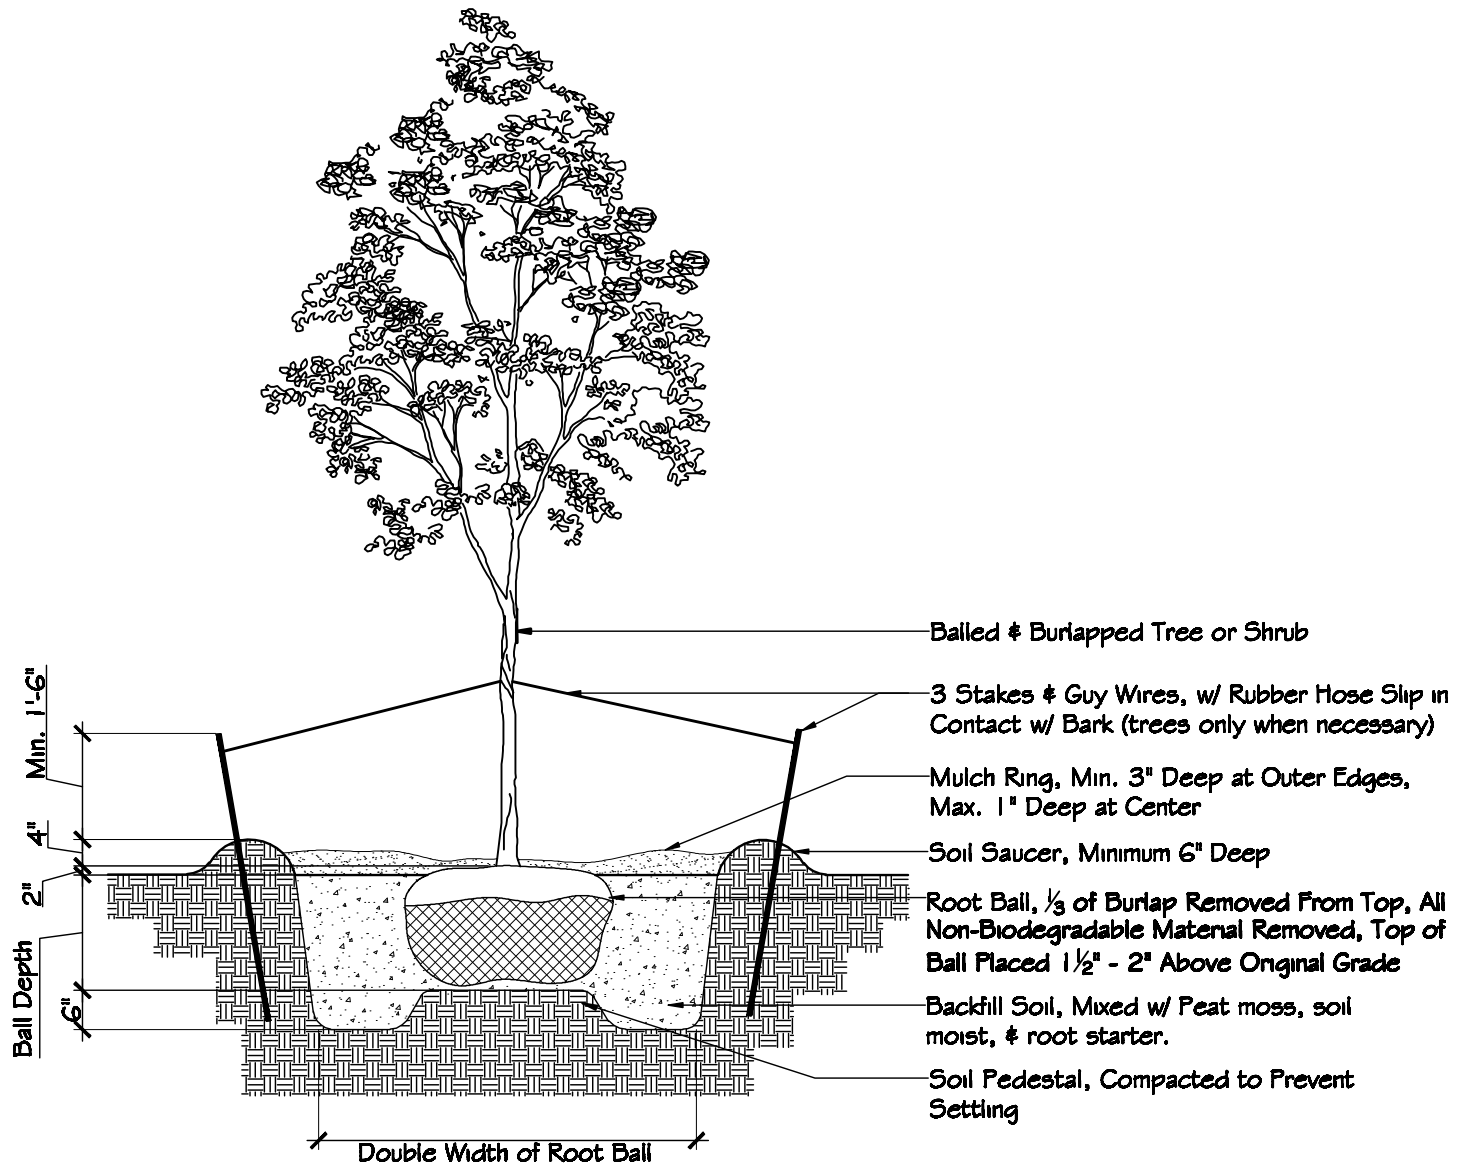 Balled & Burlapped Tree or Shrub
3 Stakes & Guy Wires, w/ Rubber Hose Slip in
Contact w/ Bark (trees only when necessary)
Mulch Ring, Min. 3" Deep at Outer Edges,
Max. 1" Deep at Center
Soil Saucer, Minimum 6" Deep
Root Ball, 1/3 of Burlap Removed From Top, All
Non-Biodegradable Material Removed, Top of
Ball Placed 1 1/2" - 2" Above Original Grade
Backfill Soil, Mixed w/ Peat moss, soil
moist, & root starter.
Soil Pedestal, Compacted to Prevent
Settling
Min. 1'-6"
4"
2"
Ball Depth
6"
Double Width of Root Ball